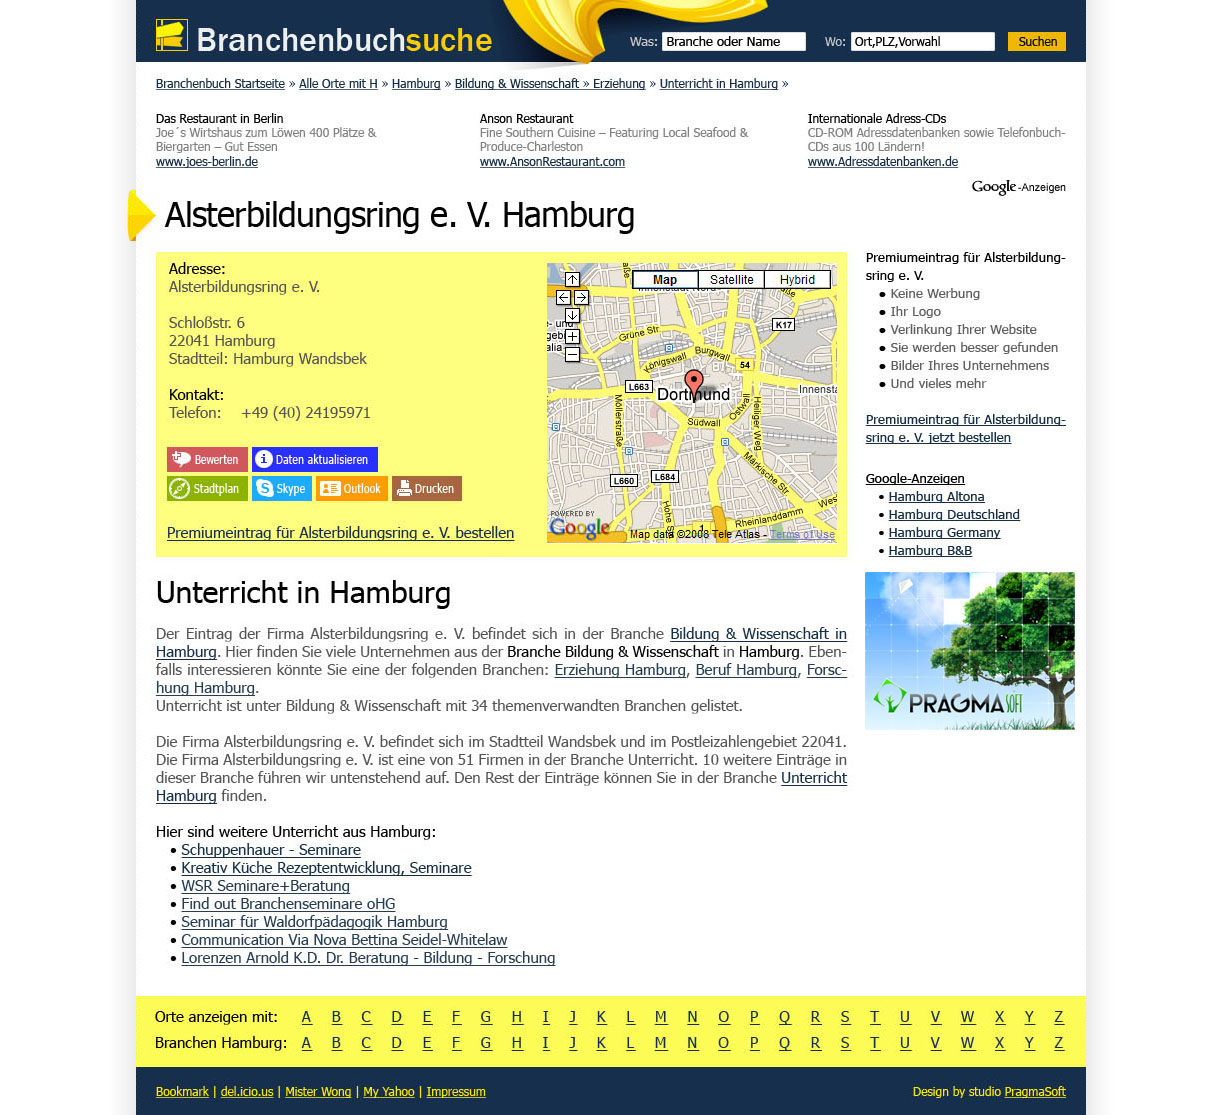 Branchenbuchsuche
Was: Branche oder Name Wo: Ort,PLZ,Vorwahl Suchen
Branchenbuch Startseite » Alle Orte mit H » Hamburg » Bildung & Wissenschaft » Erziehung » Unterricht in Hamburg »
Das Restaurant in Berlin
Joe´s Wirtshaus zum Löwen 400 Plätze &
Biergarten – Gut Essen
www.joes-berlin.de
Anson Restaurant
Fine Southern Cuisine – Featuring Local Seafood &
Produce-Charleston
www.AnsonRestaurant.com
Internationale Adress-CDs
CD-ROM Adressdatenbanken sowie Telefonbuch-
CDs aus 100 Ländern!
www.Adressdatenbanken.de
Google-Anzeigen
Alsterbildungsring e. V. Hamburg
Adresse:
Alsterbildungsring e. V.
Schloßstr. 6
22041 Hamburg
Stadtteil: Hamburg Wandsbek
Kontakt:
Telefon: +49 (40) 24195971
Bewerten Daten aktualisieren
Stadtplan Skype Outlook Drucken
Premiumeintrag für Alsterbildungsring e. V. bestellen
Map Satellite Hybrid
K17
Grüne Str.
Burgwall
Königswall
54
L663
Dortmund
Innenst
Möllerstraße
Südwall
Ostwall
Heiliger Weg
Märkische Str.
L684
L660
Hohe S
Wes
Rheinlanddamm
1
POWERED BY
Google
Map data ©2008 Tele Atlas - Terms of Use
Premiumeintrag für Alsterbildung-
sring e. V.
• Keine Werbung
• Ihr Logo
• Verlinkung Ihrer Website
• Sie werden besser gefunden
• Bilder Ihres Unternehmens
• Und vieles mehr
Premiumeintrag für Alsterbildung-
sring e. V. jetzt bestellen
Google-Anzeigen
• Hamburg Altona
• Hamburg Deutschland
• Hamburg Germany
• Hamburg B&B
PRAGMASOFT
Unterricht in Hamburg
Der Eintrag der Firma Alsterbildungsring e. V. befindet sich in der Branche Bildung & Wissenschaft in
Hamburg. Hier finden Sie viele Unternehmen aus der Branche Bildung & Wissenschaft in Hamburg. Eben-
falls interessieren könnte Sie eine der folgenden Branchen: Erziehung Hamburg, Beruf Hamburg, Forsc-
hung Hamburg.
Unterricht ist unter Bildung & Wissenschaft mit 34 themenverwandten Branchen gelistet.
Die Firma Alsterbildungsring e. V. befindet sich im Stadtteil Wandsbek und im Postleizahlengebiet 22041.
Die Firma Alsterbildungsring e. V. ist eine von 51 Firmen in der Branche Unterricht. 10 weitere Einträge in
dieser Branche führen wir untenstehend auf. Den Rest der Einträge können Sie in der Branche Unterricht
Hamburg finden.
Hier sind weitere Unterricht aus Hamburg:
• Schuppenhauer - Seminare
• Kreativ Küche Rezeptentwicklung, Seminare
• WSR Seminare+Beratung
• Find out Branchenseminare oHG
• Seminar für Waldorfpädagogik Hamburg
• Communication Via Nova Bettina Seidel-Whitelaw
• Lorenzen Arnold K.D. Dr. Beratung - Bildung - Forschung
Orte anzeigen mit: A B C D E F G H I J K L M N O P Q R S T U V W X Y Z
Branchen Hamburg: A B C D E F G H I J K L M N O P Q R S T U V W X Y Z
Bookmark | del.icio.us | Mister Wong | My Yahoo | Impressum
Design by studio PragmaSoft